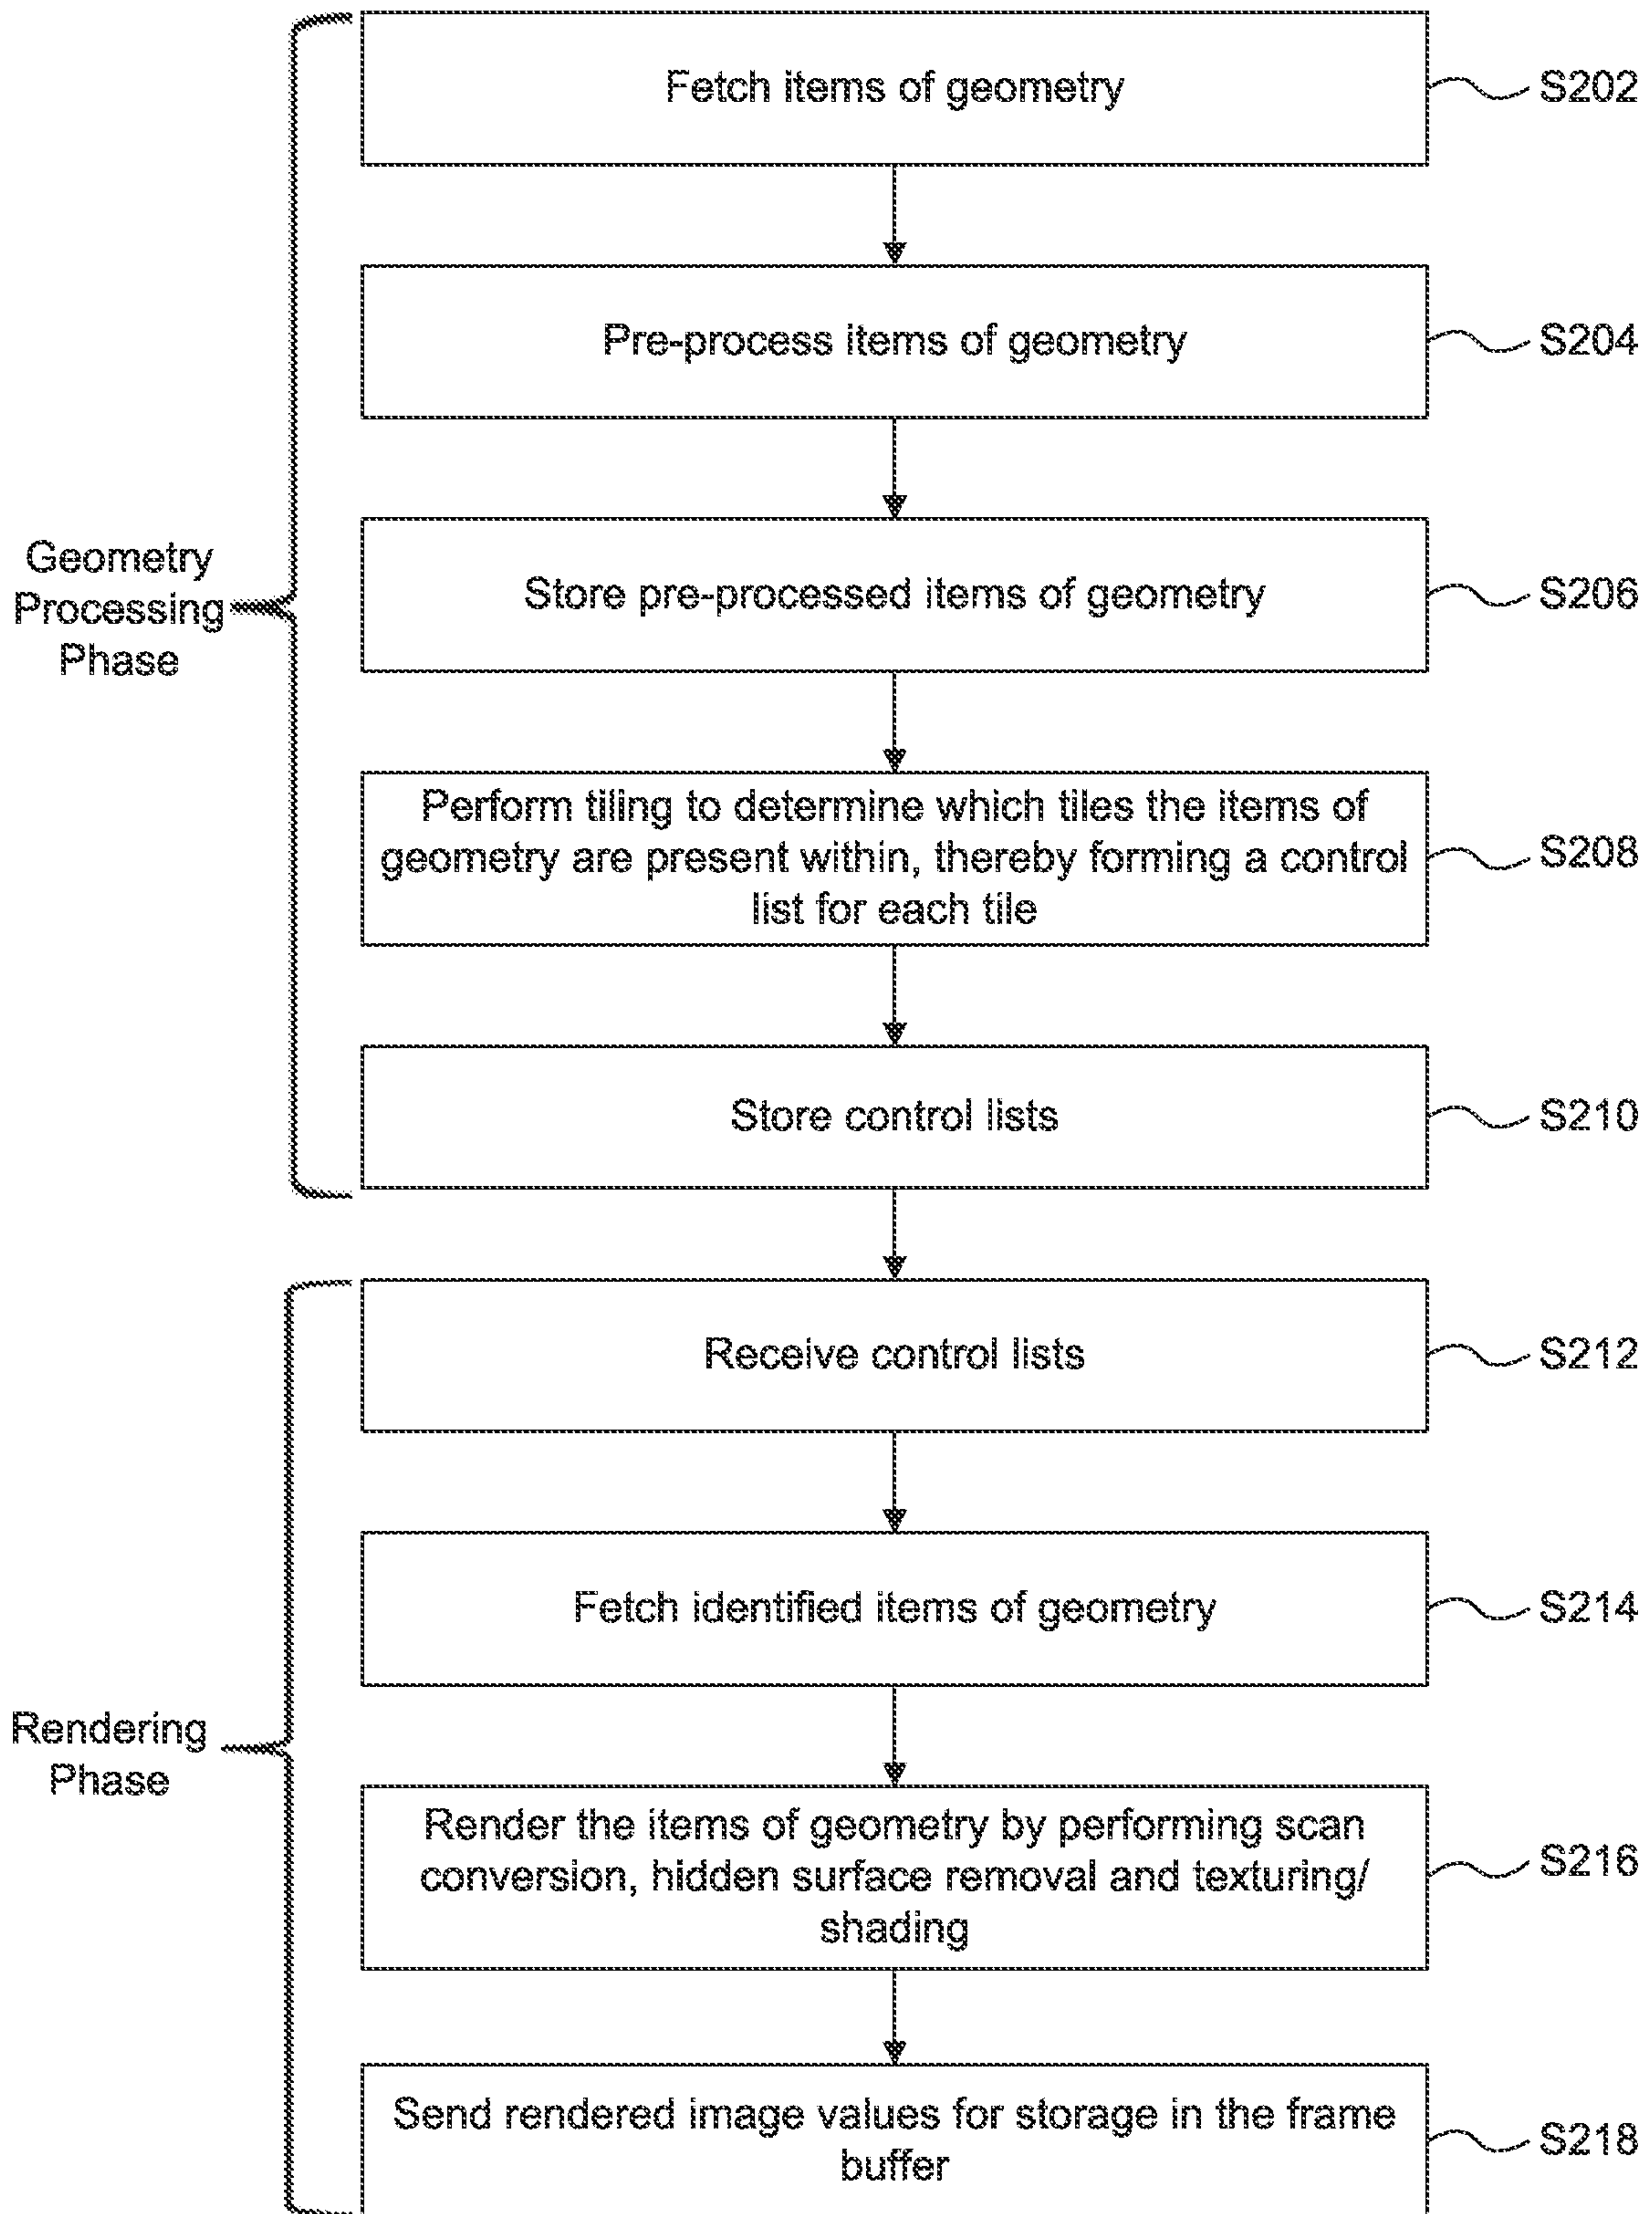 Fetch items of geometry
S202
Pre-process items of geometry
S204
Geometry
Processing
Phase
Store pre-processed items of geometry
S206
Perform tiling to determine which tiles the items of
geometry are present within, thereby forming a control
list for each tile
S208
Store control lists
S210
Receive control lists
S212
Fetch identified items of geometry
S214
Rendering
Phase
Render the items of geometry by performing scan
conversion, hidden surface removal and texturing/
shading
S216
Send rendered image values for storage in the frame
buffer
S218